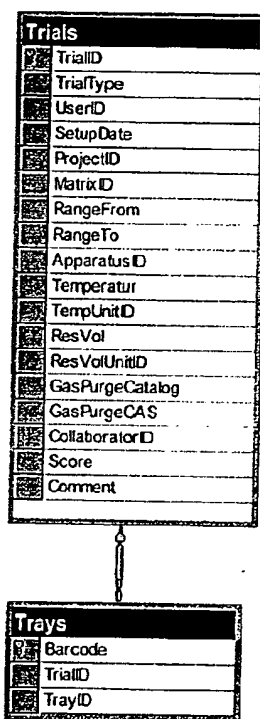 Trials
TrialID
TrialType
UserID
SetupDate
ProjectID
MatrixID
RangeFrom
RangeTo
ApparatusID
Temperatur
TempUnitID
ResVol
ResVolUnitID
GasPurgeCatalog
GasPurgeCAS
CollaboratorID
Score
Comment
Trays
Barcode
TrialID
TrayID